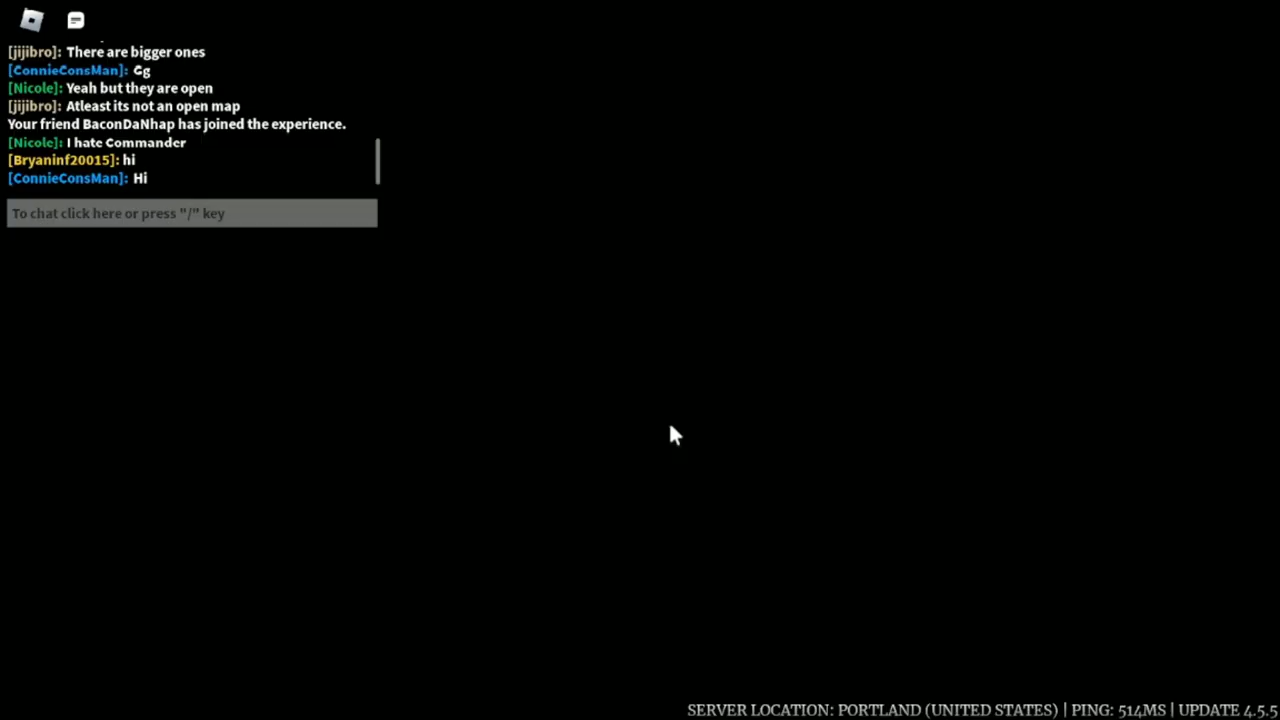 [jijibro]: There are bigger ones
[ConnieConsMan]: Gg
[Nicole]: Yeah but they are open
[jijibro]: Atleast its not an open map
Your friend BaconDaNhap has joined the experience.
[Nicole]: I hate Commander
[Bryaninf20015]: hi
[ConnieConsMan]: Hi
To chat click here or press "/" key
SERVER LOCATION: PORTLAND (UNITED STATES) | PING: 514MS | UPDATE 4.5.5